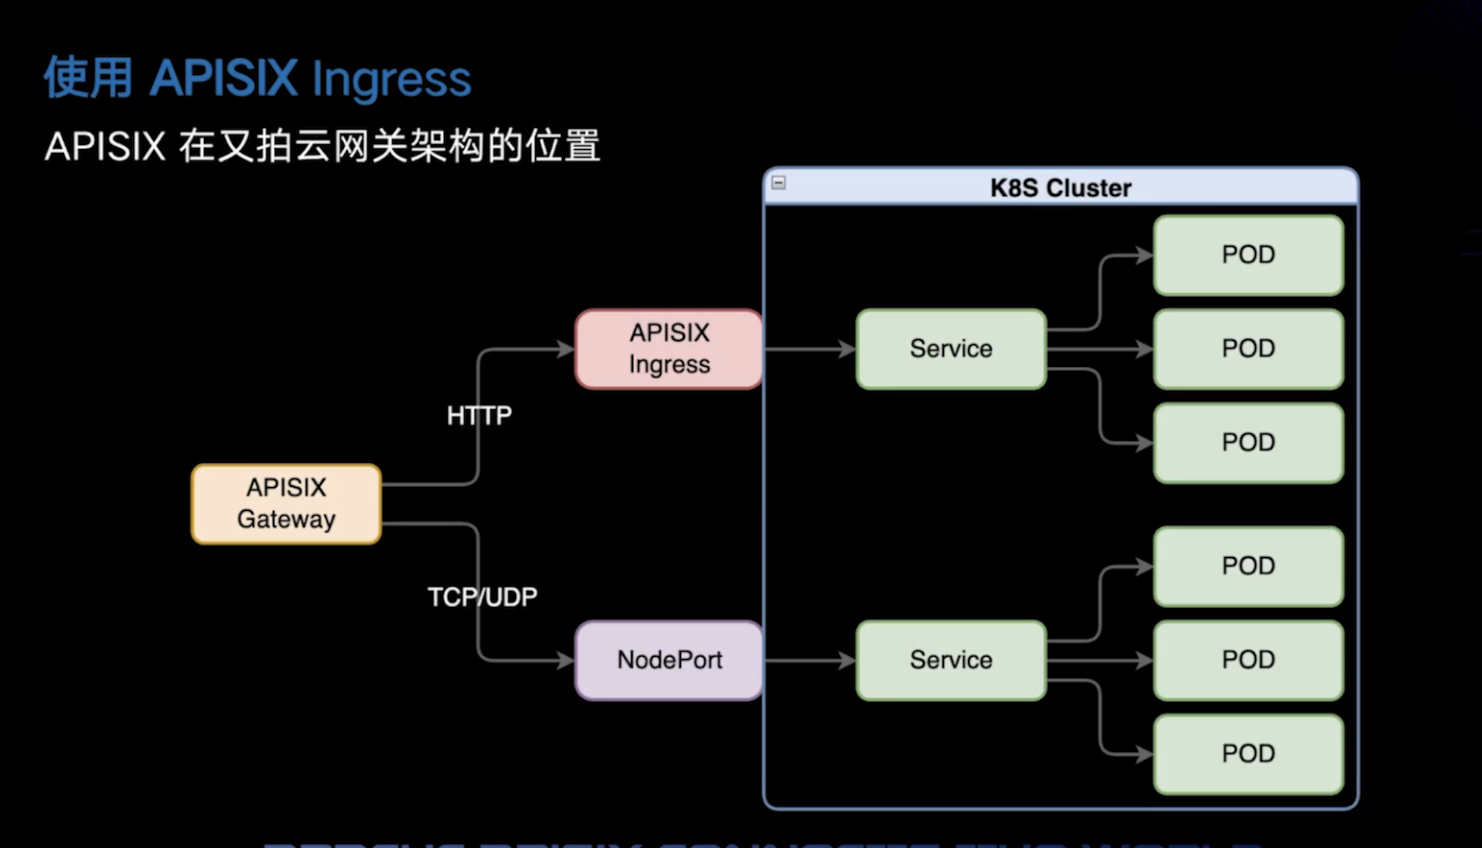 使用 APISIX Ingress
APISIX 在又拍云网关架构的位置
K8S Cluster
POD
APISIX
Ingress
Service
POD
HTTP
POD
APISIX
Gateway
POD
TCP/UDP
NodePort
Service
POD
POD